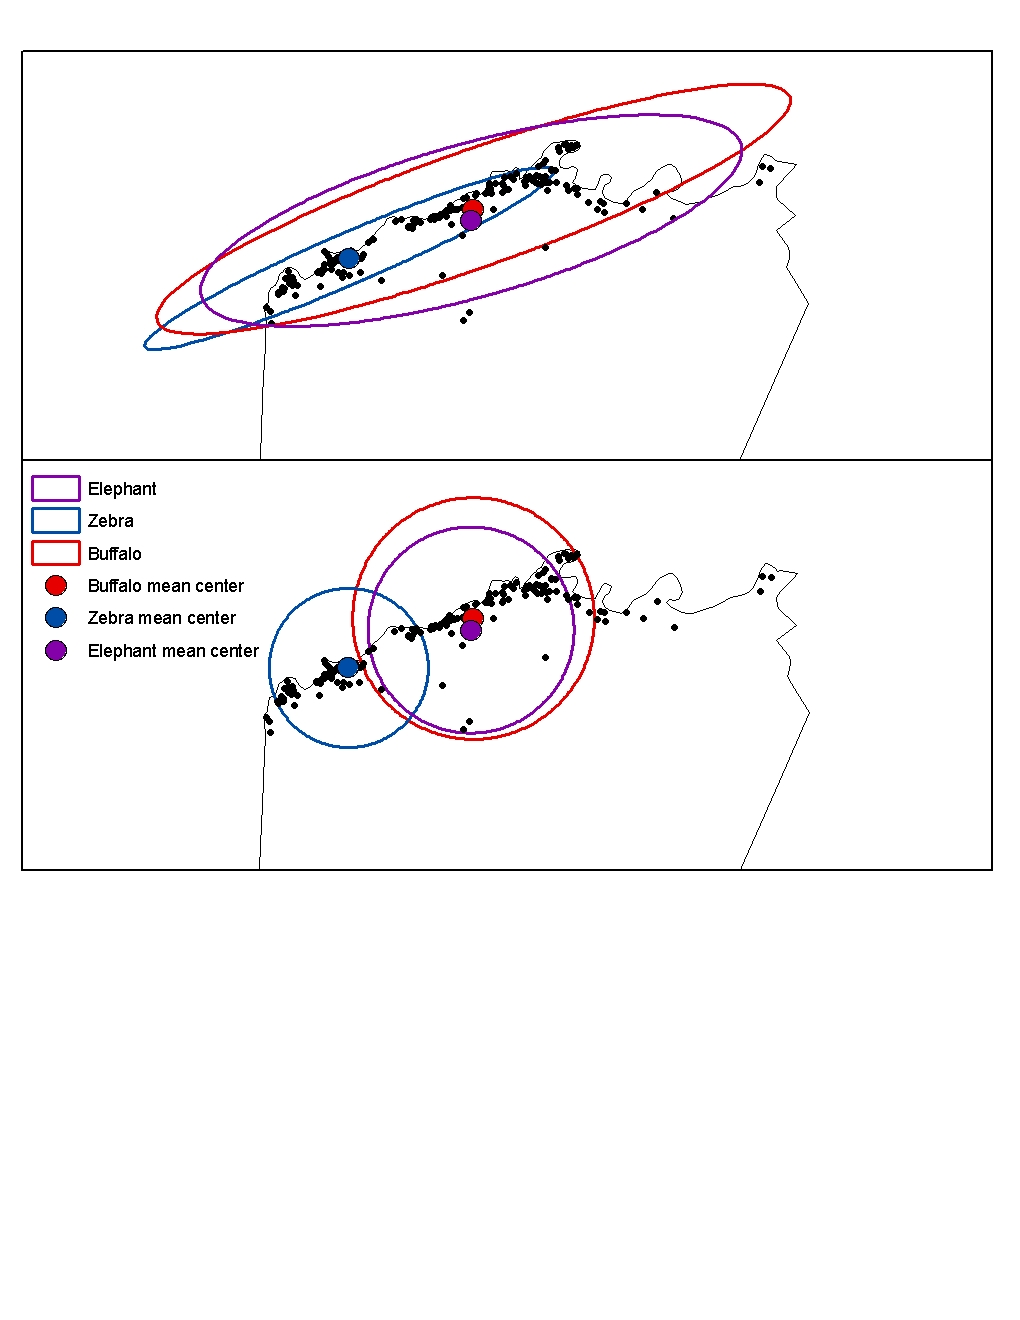 Elephant
Zebra
Buffalo
Buffalo mean center
Zebra mean center
Elephant mean center